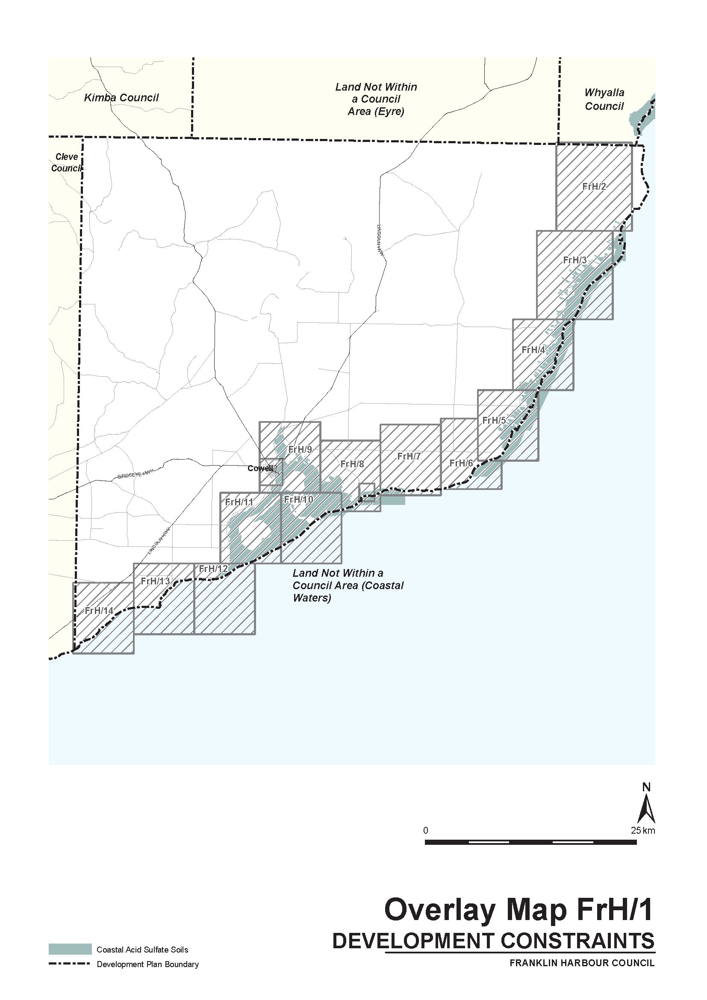 Kimba Council
Land Not Within
a Council
Area (Eyre)
Whyalla
Council
Cleve
Council
FrH/2
LINCOLN HWY
FrH/3
FrH/4
FrH/5
FrH/9
FrH/8
FrH/7
FrH/6
Cowell
BIRDSEYE HWY
FrH/11
FrH/10
LINCOLN HWY
FrH/12
FrH/13
FrH/14
Land Not Within a
Council Area (Coastal
Waters)
N
0
25 km
Overlay Map FrH/1
DEVELOPMENT CONSTRAINTS
FRANKLIN HARBOUR COUNCIL
Coastal Acid Sulfate Soils
Development Plan Boundary